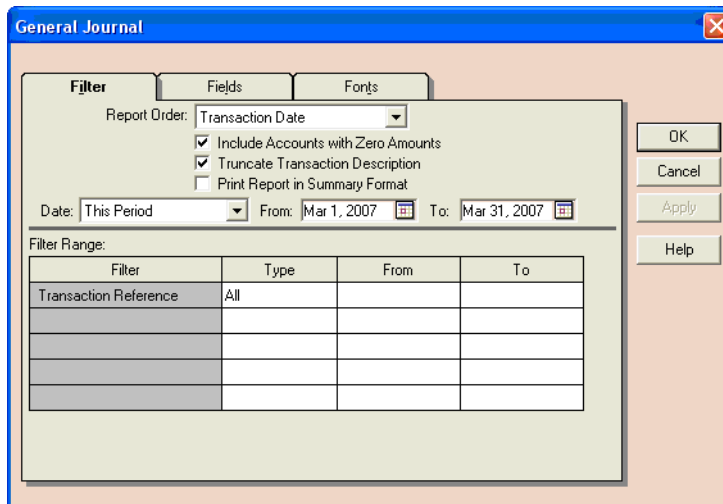 General Journal
Filter Fields Fonts
Report Order: Transaction Date
Include Accounts with Zero Amounts
Truncate Transaction Description
Print Report in Summary Format
Date: This Period From: Mar 1, 2007 To: Mar 31, 2007
Filter Range:
Filter Type From To
Transaction Reference All
OK
Cancel
Apply
Help